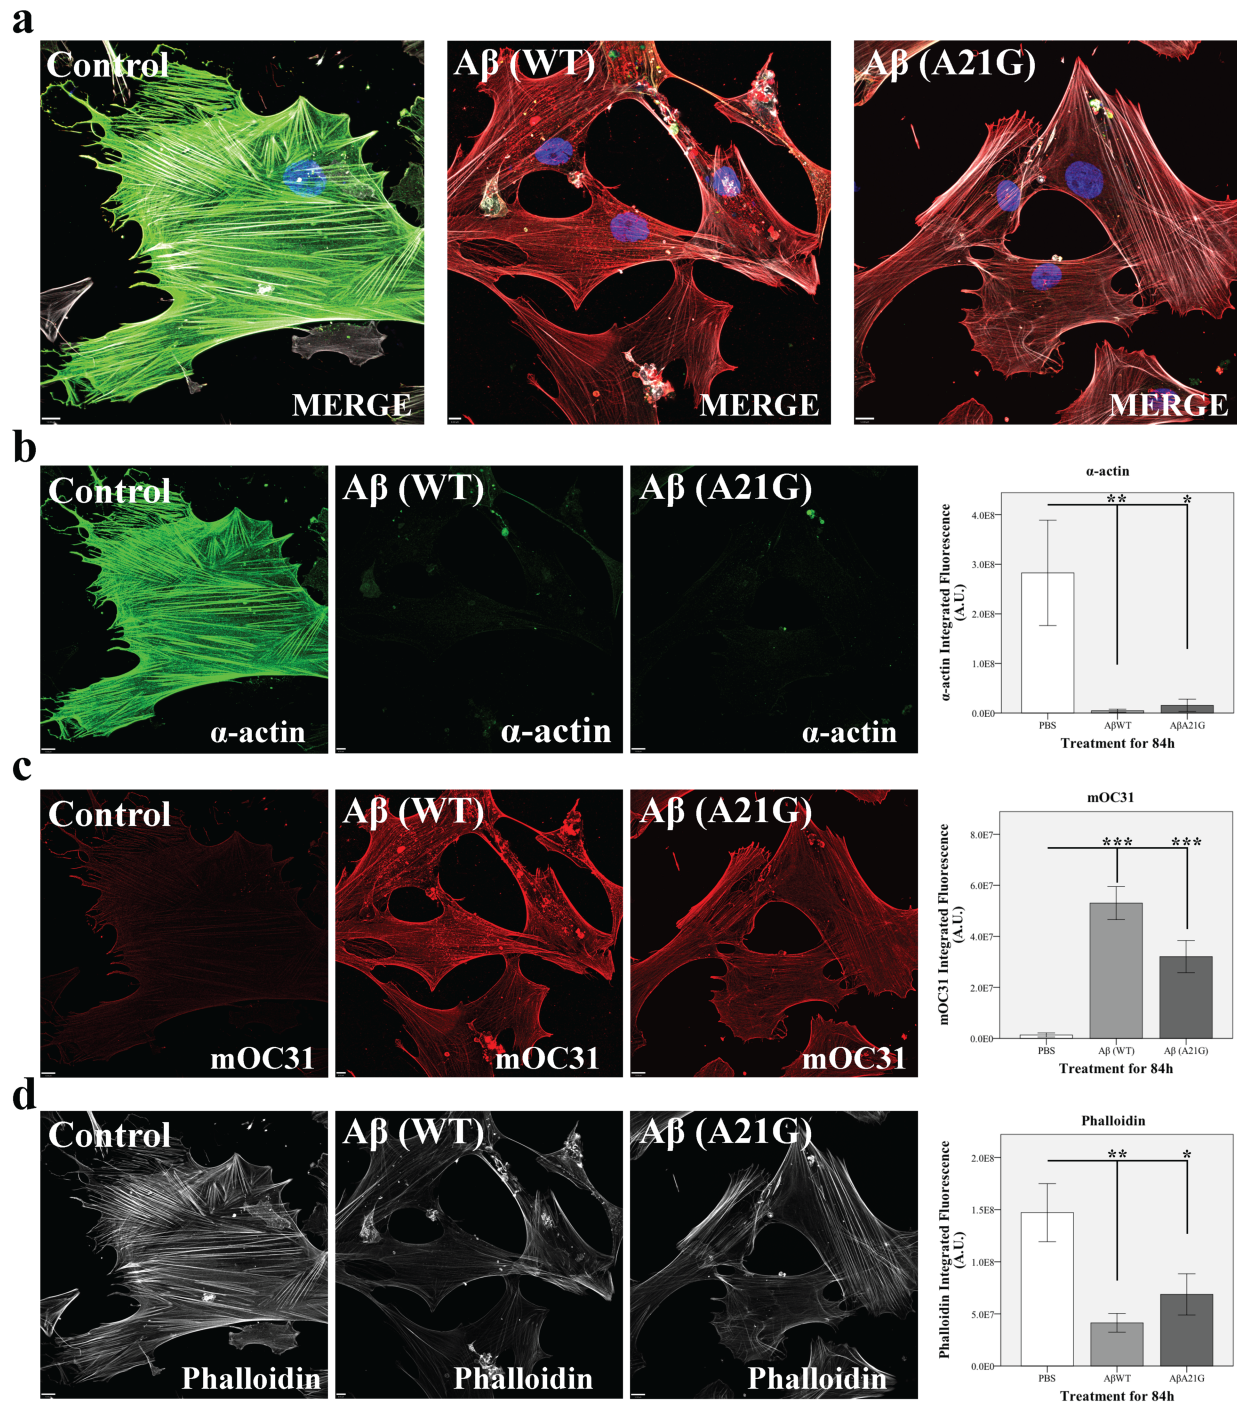 a
Control
Aβ (WT)
Aβ (A21G)
MERGE
MERGE
MERGE
b
Control
Aβ (WT)
Aβ (A21G)
α-actin
α-actin
α-actin
α-actin
α-actin Integrated Fluorescence
(A.U.)
4.0E8
3.0E8
2.0E8
1.0E8
0.0E0
**
*
PBS
AβWT
AβA21G
Treatment for 84h
c
Control
Aβ (WT)
Aβ (A21G)
mOC31
mOC31
mOC31
mOC31
mOC31 Integrated Fluorescence
(A.U.)
8.0E7
6.0E7
4.0E7
2.0E7
0.0E0
***
***
PBS
Aβ (WT)
Aβ (A21G)
Treatment for 84h
d
Control
Aβ (WT)
Aβ (A21G)
Phalloidin
Phalloidin
Phalloidin
Phalloidin
Phalloidin Integrated Fluorescence
(A.U.)
2.0E8
1.5E8
1.0E8
5.0E7
0.0E0
**
*
PBS
AβWT
AβA21G
Treatment for 84h